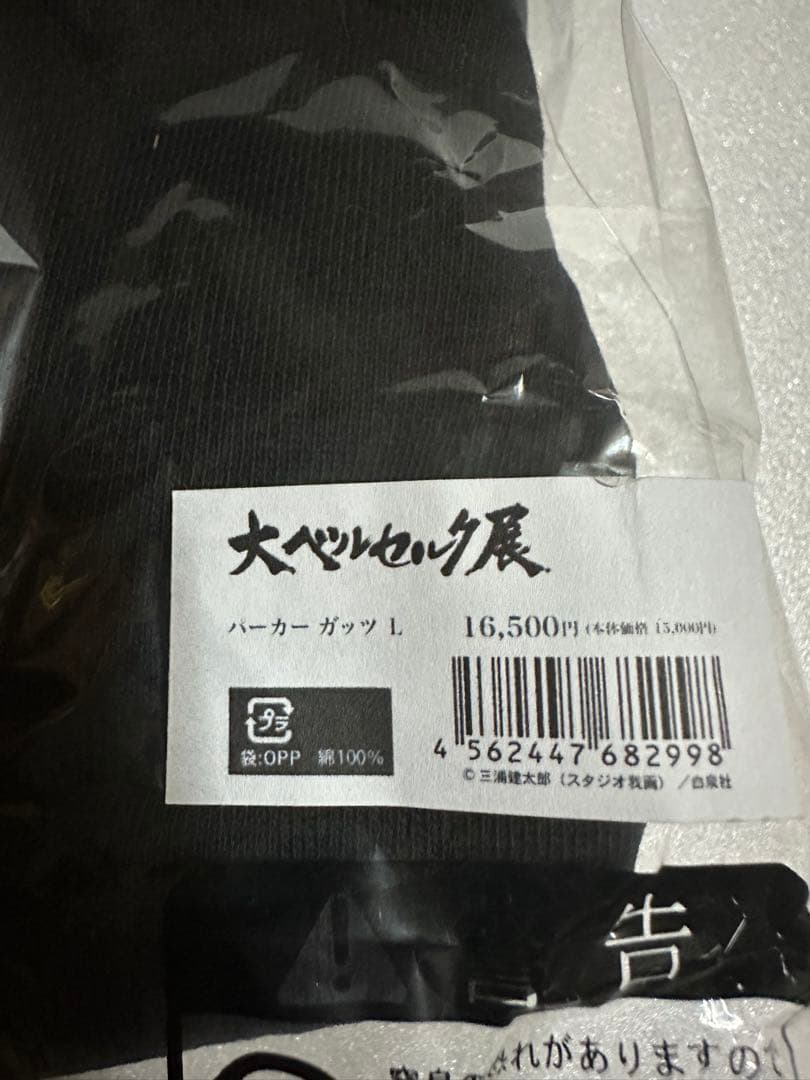 大ベルセルク展
パーカー ガッツ L 16,500円 (本体価格 15,000円)
プラ
袋:OPP 綿100%
4 562447 682998
© 三浦建太郎(スタジオ我画)/白泉社
告
れがありますので